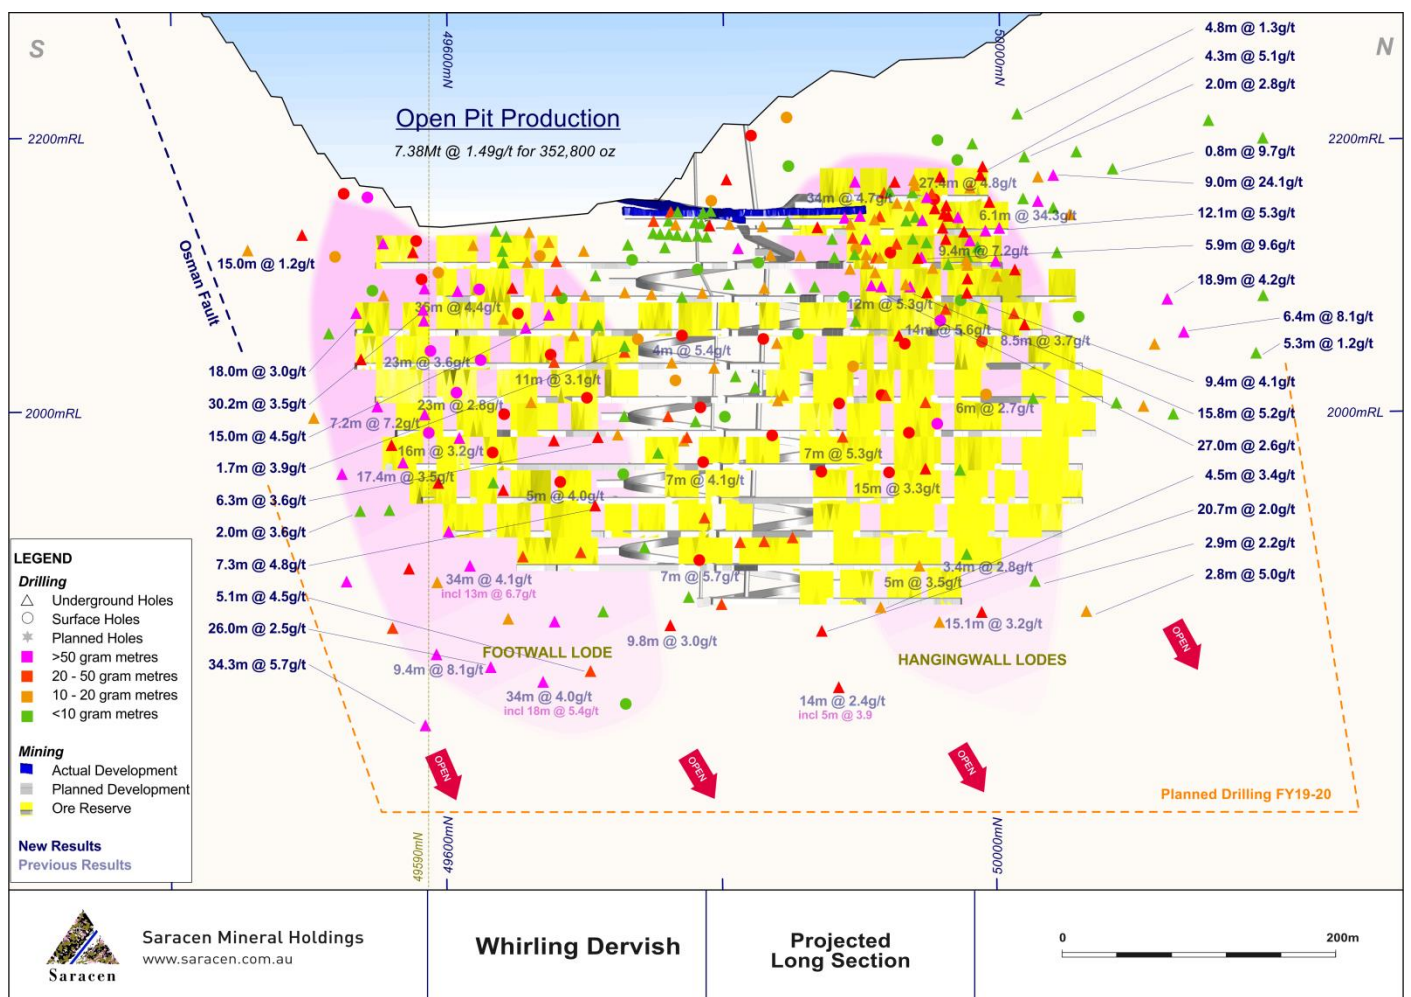 S
N
49600mN
50000mN
Open Pit Production
7.38Mt @ 1.49g/t for 352,800 oz
2200mRL
2200mRL
2000mRL
2000mRL
Osman Fault
4.8m @ 1.3g/t
4.3m @ 5.1g/t
2.0m @ 2.8g/t
0.8m @ 9.7g/t
9.0m @ 24.1g/t
12.1m @ 5.3g/t
5.9m @ 9.6g/t
18.9m @ 4.2g/t
6.4m @ 8.1g/t
5.3m @ 1.2g/t
9.4m @ 4.1g/t
15.8m @ 5.2g/t
27.0m @ 2.6g/t
4.5m @ 3.4g/t
20.7m @ 2.0g/t
2.9m @ 2.2g/t
2.8m @ 5.0g/t
15.0m @ 1.2g/t
18.0m @ 3.0g/t
30.2m @ 3.5g/t
15.0m @ 4.5g/t
1.7m @ 3.9g/t
6.3m @ 3.6g/t
2.0m @ 3.6g/t
7.3m @ 4.8g/t
5.1m @ 4.5g/t
26.0m @ 2.5g/t
34.3m @ 5.7g/t
27.4m @ 4.8g/t
34m @ 4.7g/t
6.1m @ 34.3g/t
9.4m @ 7.2g/t
35m @ 4.4g/t
12m @ 5.3g/t
14m @ 5.6g/t
8.5m @ 3.7g/t
4m @ 5.4g/t
23m @ 3.6g/t
11m @ 3.1g/t
23m @ 2.8g/t
6m @ 2.7g/t
7.2m @ 7.2g/t
16m @ 3.2g/t
7m @ 5.3g/t
17.4m @ 3.5g/t
7m @ 4.1g/t
15m @ 3.3g/t
5m @ 4.0g/t
3.4m @ 2.8g/t
7m @ 5.7g/t
34m @ 4.1g/t
incl 13m @ 6.7g/t
5m @ 3.5g/t
15.1m @ 3.2g/t
9.8m @ 3.0g/t
FOOTWALL LODE
HANGINGWALL LODES
9.4m @ 8.1g/t
34m @ 4.0g/t
incl 18m @ 5.4g/t
14m @ 2.4g/t
incl 5m @ 3.9
OPEN
OPEN
OPEN
OPEN
Planned Drilling FY19-20
49590mN
49600mN
50000mN
LEGEND
Drilling
Underground Holes
Surface Holes
Planned Holes
>50 gram metres
20 - 50 gram metres
10 - 20 gram metres
<10 gram metres
Mining
Actual Development
Planned Development
Ore Reserve
New Results
Previous Results
Saracen
Saracen Mineral Holdings
www.saracen.com.au
Whirling Dervish
Projected
Long Section
0
200m